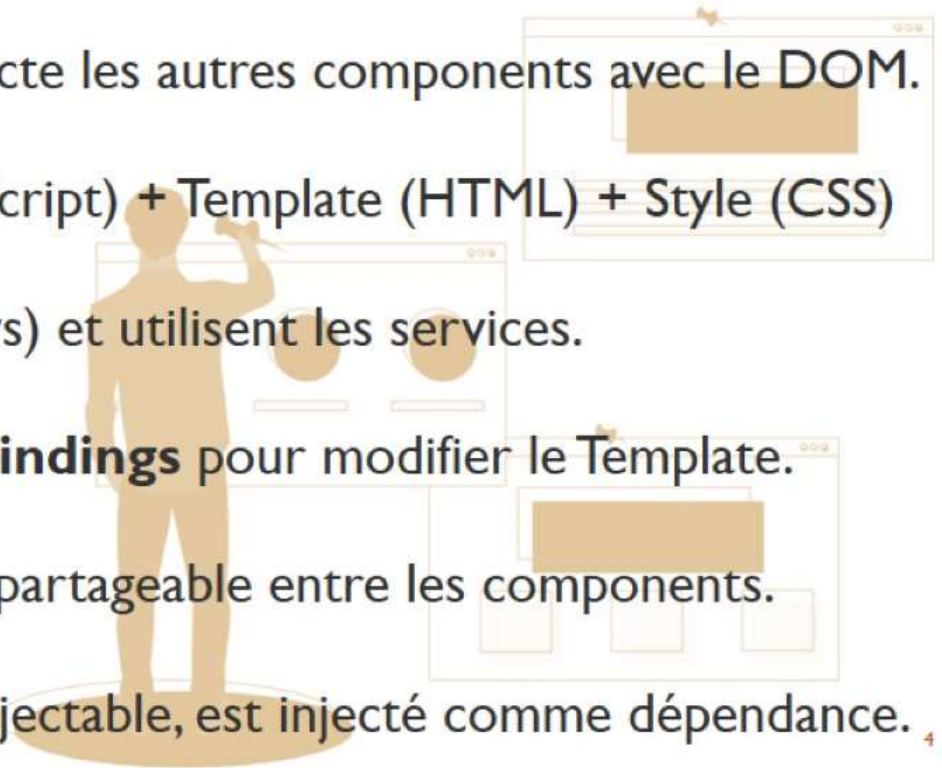 cte les autres components avec le DOM.
cript) + Template (HTML) + Style (CSS)
s) et utilisent les services.
indings pour modifier le Template.
partageable entre les components.
jectable, est injecté comme dépendance.
4